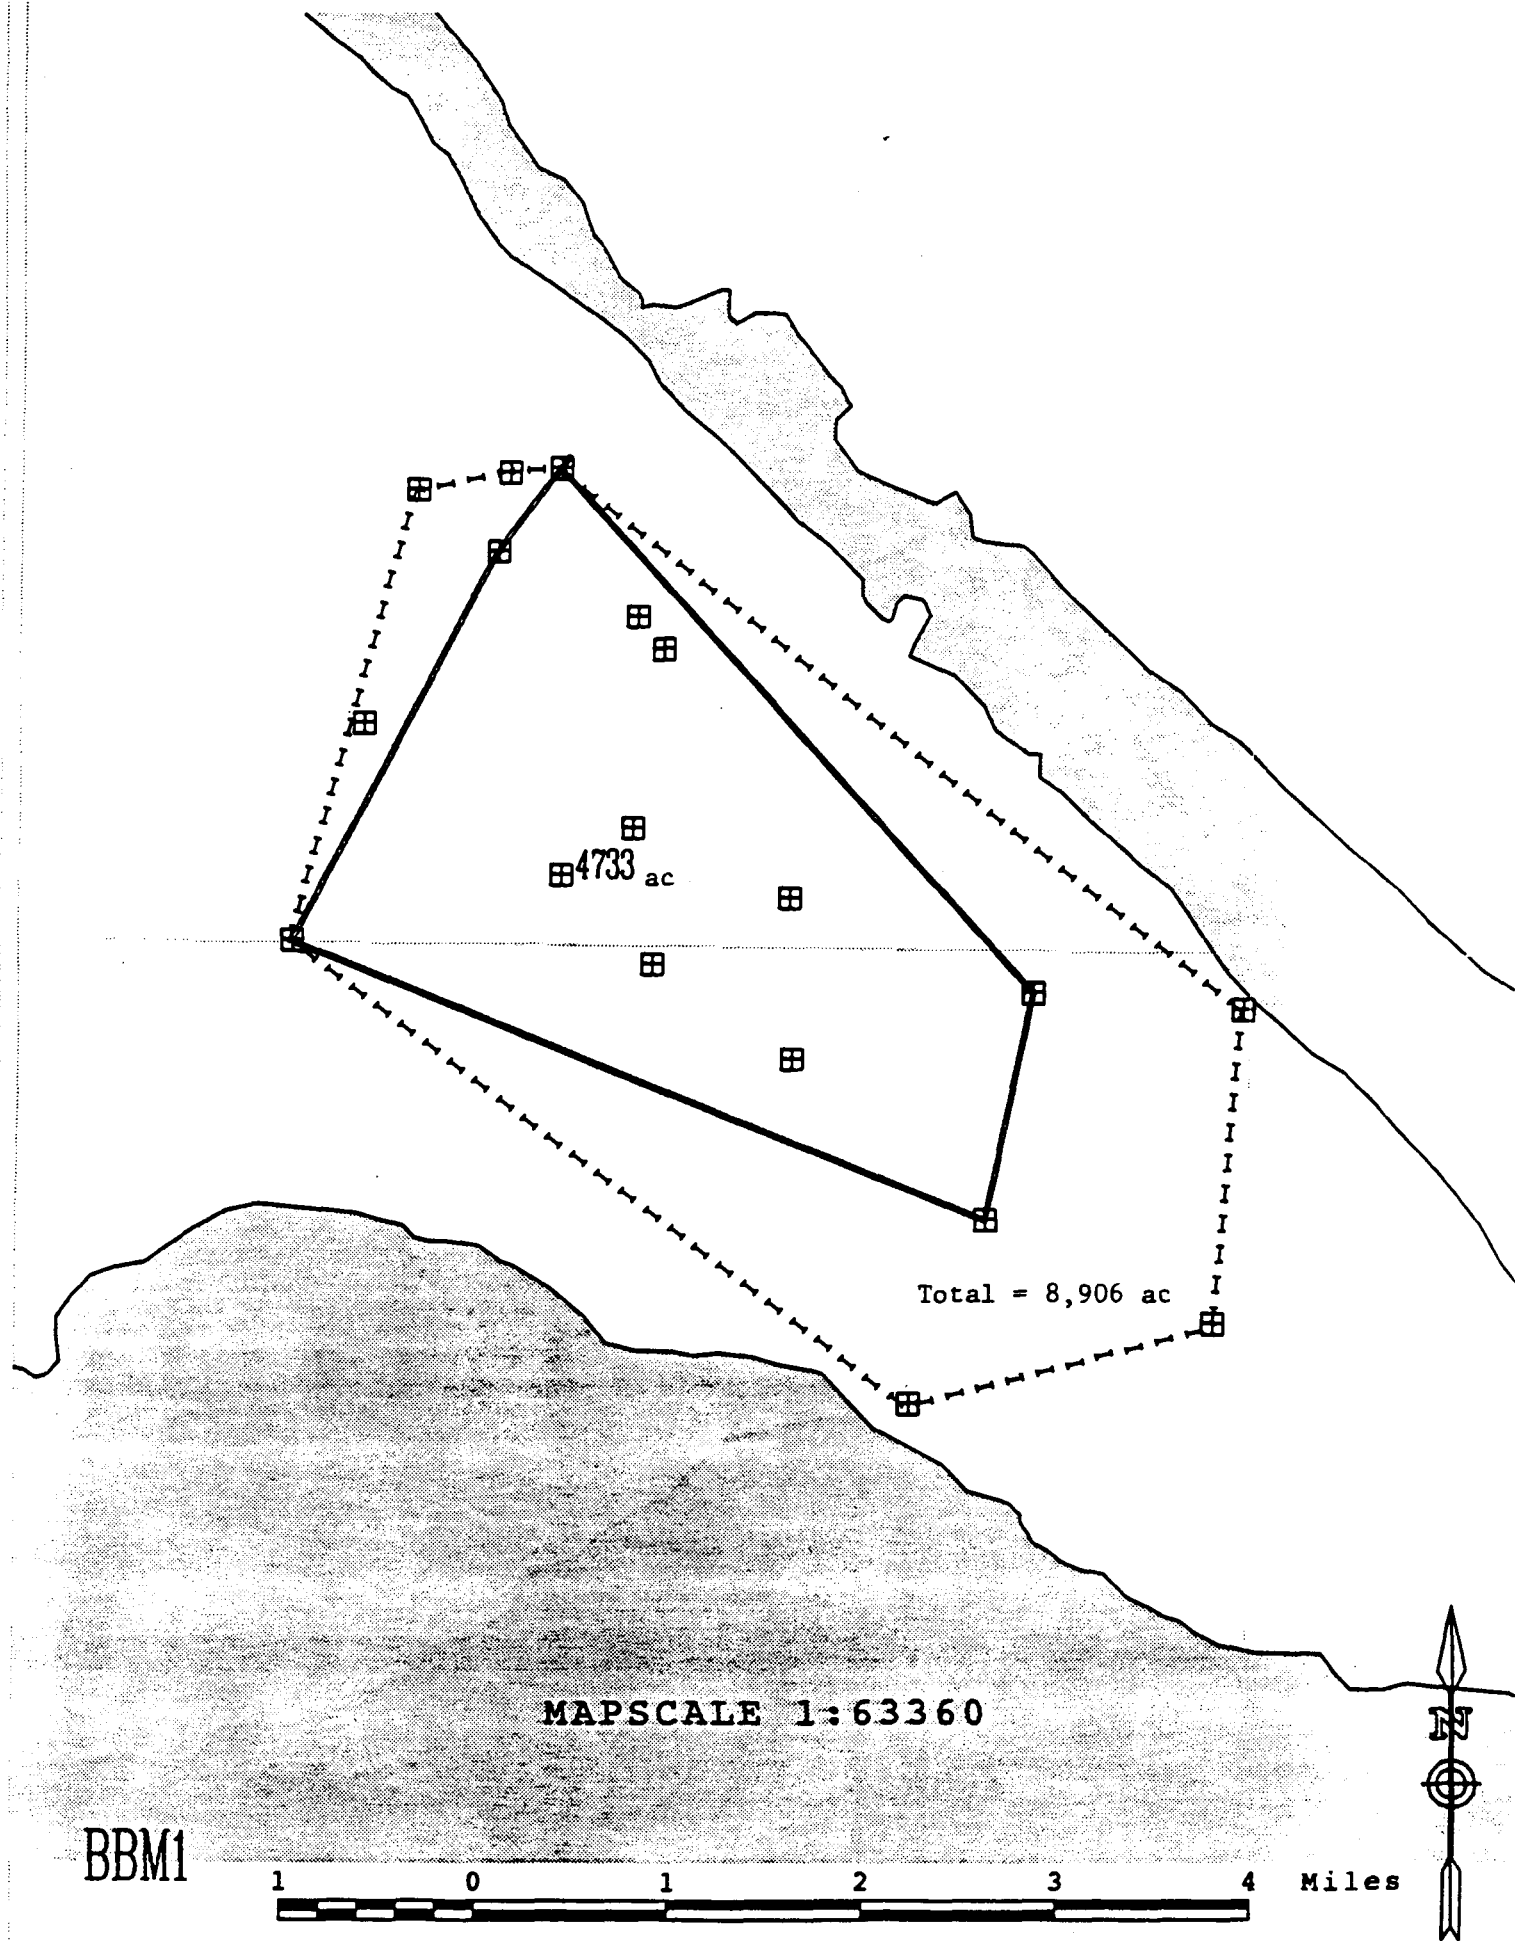 4733 ac
Total = 8,906 ac
MAPSCALE 1:63360
N
BBM1
1 0 1 2 3 4 Miles